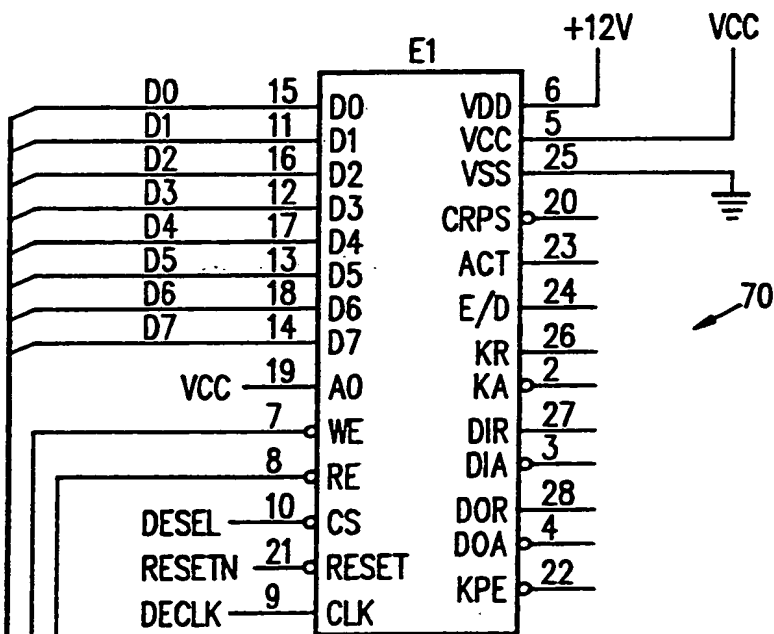 +12V VCC
E1
D0 15 D0 VDD 6
D1 11 D1 VCC 5
D2 16 D2 VSS 25
D3 12 D3 CRPS 20
D4 17 D4 ACT 23
D5 13 D5 E/D 24
D6 18 D6 KR 26
D7 14 D7 KA 2
VCC 19 A0 DIR 27
7 WE DIA 3
8 RE DOR 28
DESEL 10 CS DOA 4
RESETN 21 RESET KPE 22
DECLK 9 CLK
70